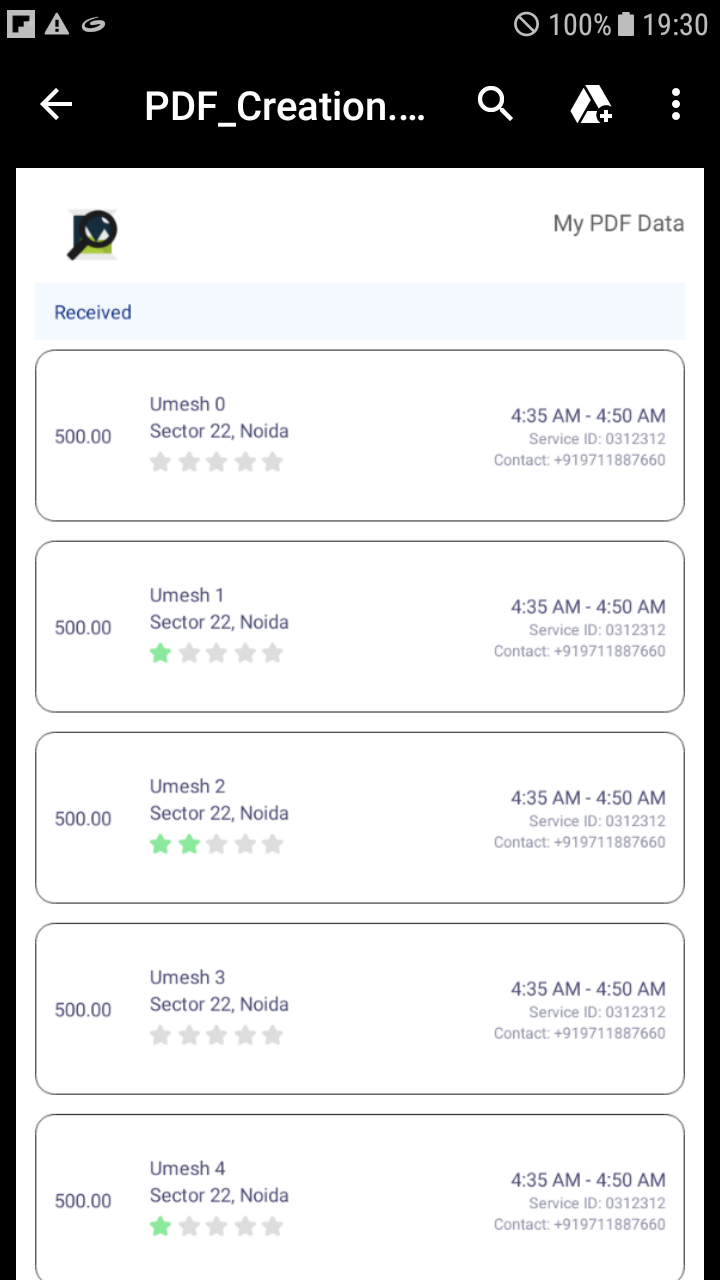 100% 19:30
PDF_Creation....
My PDF Data
Received
500.00
Umesh 0
Sector 22, Noida
4:35 AM - 4:50 AM
Service ID: 0312312
Contact: +919711887660
500.00
Umesh 1
Sector 22, Noida
4:35 AM - 4:50 AM
Service ID: 0312312
Contact: +919711887660
500.00
Umesh 2
Sector 22, Noida
4:35 AM - 4:50 AM
Service ID: 0312312
Contact: +919711887660
500.00
Umesh 3
Sector 22, Noida
4:35 AM - 4:50 AM
Service ID: 0312312
Contact: +919711887660
500.00
Umesh 4
Sector 22, Noida
4:35 AM - 4:50 AM
Service ID: 0312312
Contact: +919711887660